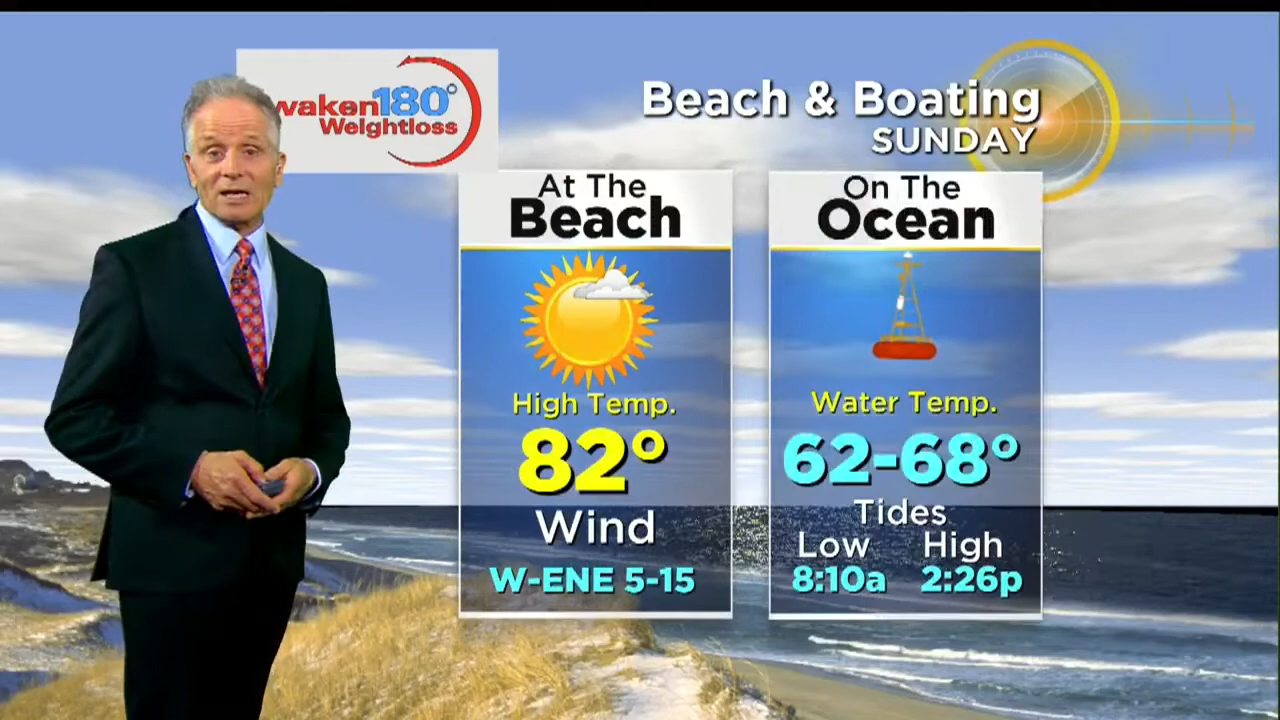 waken180°
Weightloss
Beach & Boating
SUNDAY
At The
Beach
High Temp.
82°
Wind
W-ENE 5-15
On The
Ocean
Water Temp.
62-68°
Tides
Low High
8:10a 2:26p